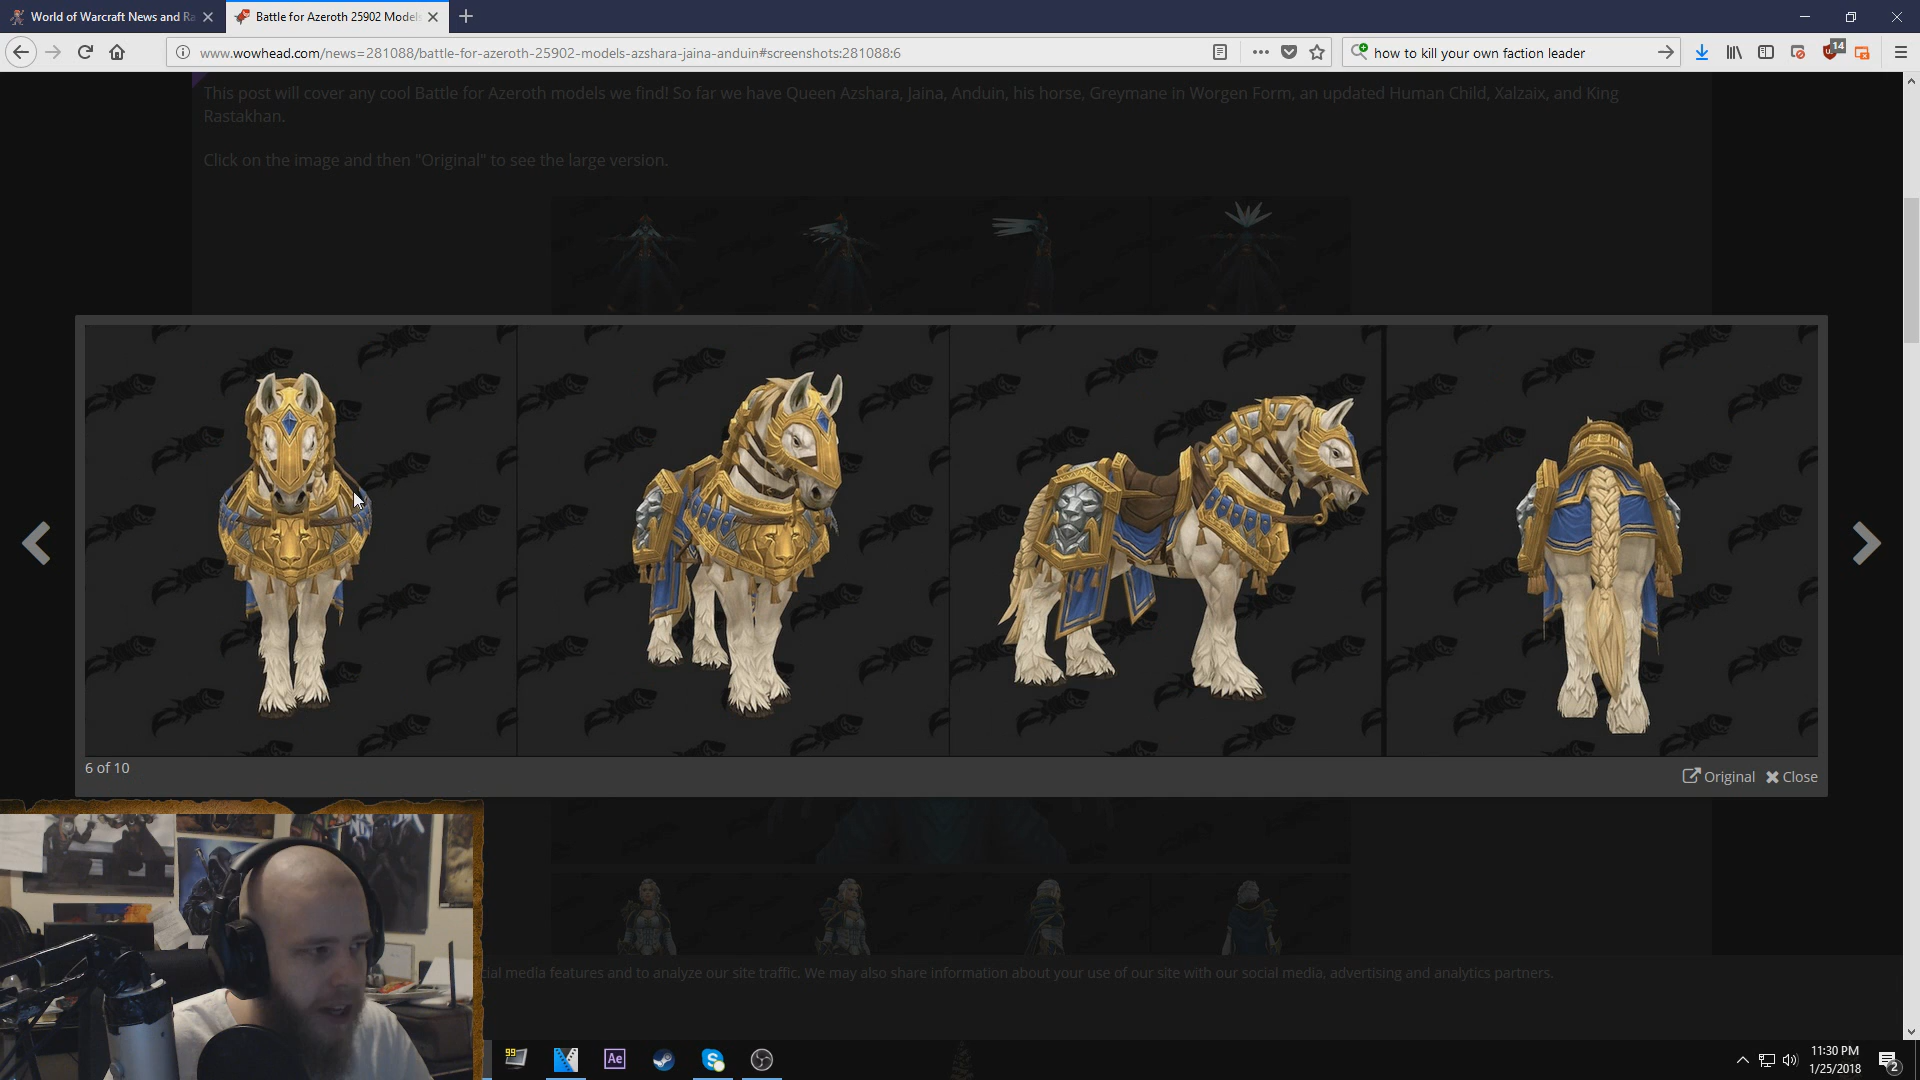 World of Warcraft News and Ra
Battle for Azeroth 25902 Models
www.wowhead.com/news=281088/battle-for-azeroth-25902-models-azshara-jaina-anduin#screenshots:281088:6
how to kill your own faction leader
14
This post will cover any cool Battle for Azeroth models we find! So far we have Queen Azshara, Jaina, Anduin, his horse, Greymane in Worgen Form, an updated Human Child, Xalzaix, and King
Rastakhan.
Click on the image and then "Original" to see the large version.
6 of 10
Original
Close
cial media features and to analyze our site traffic. We may also share information about your use of our site with our social media, advertising and analytics partners.
99
Ae
11:30 PM
1/25/2018
2